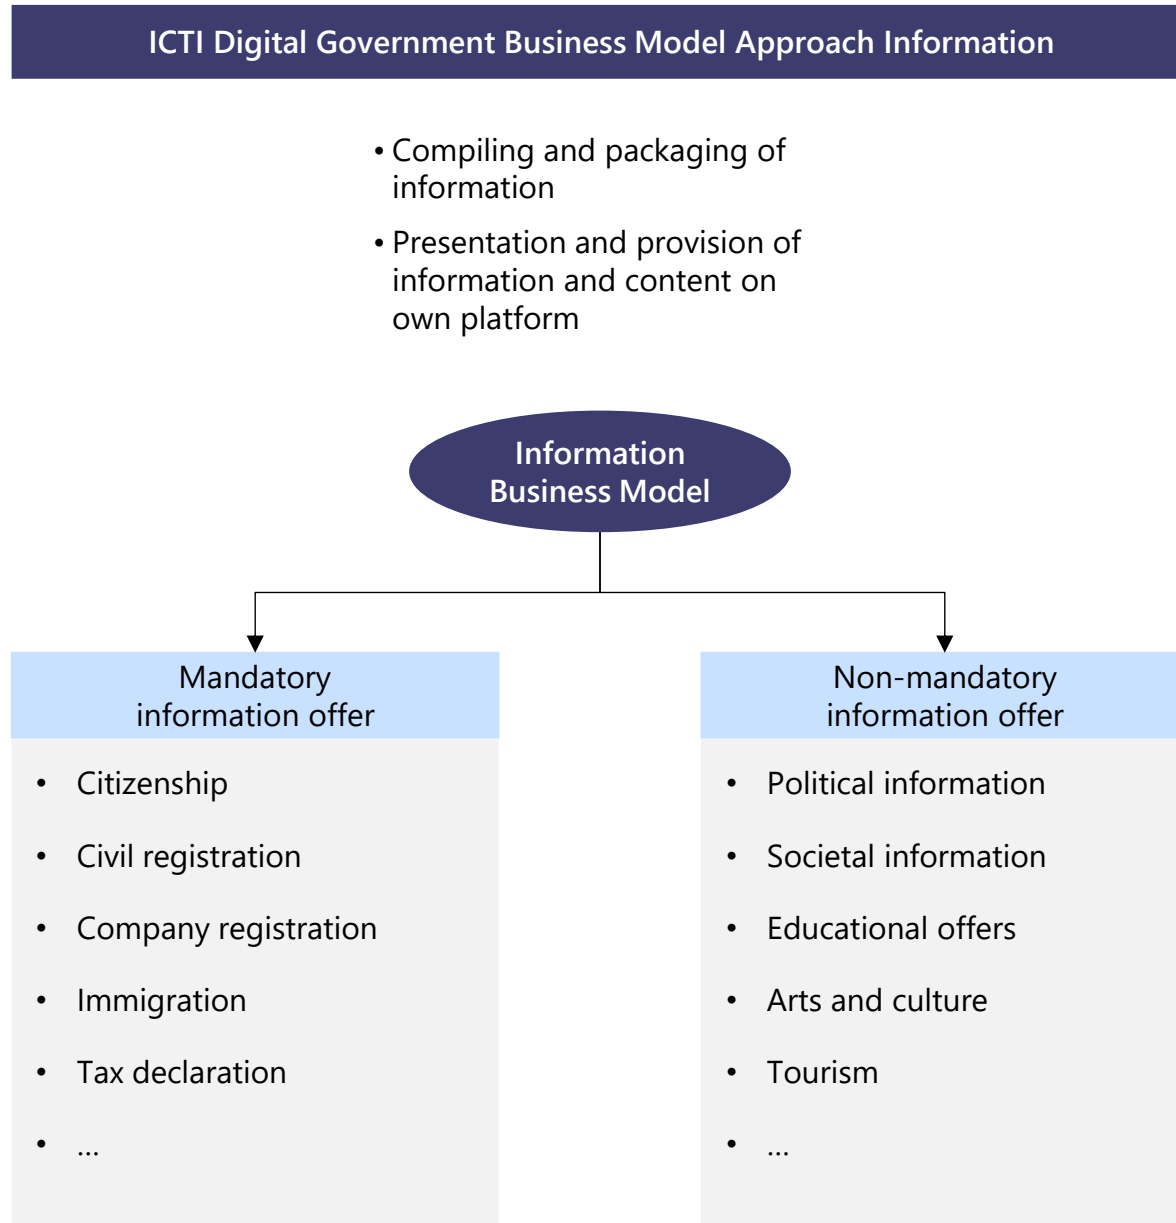 ICTI Digital Government Business Model Approach Information
• Compiling and packaging of
information
• Presentation and provision of
information and content on
own platform
Information
Business Model
Mandatory
information offer
• Citizenship
• Civil registration
• Company registration
• Immigration
• Tax declaration
• ...
Non-mandatory
information offer
• Political information
• Societal information
• Educational offers
• Arts and culture
• Tourism
• ...